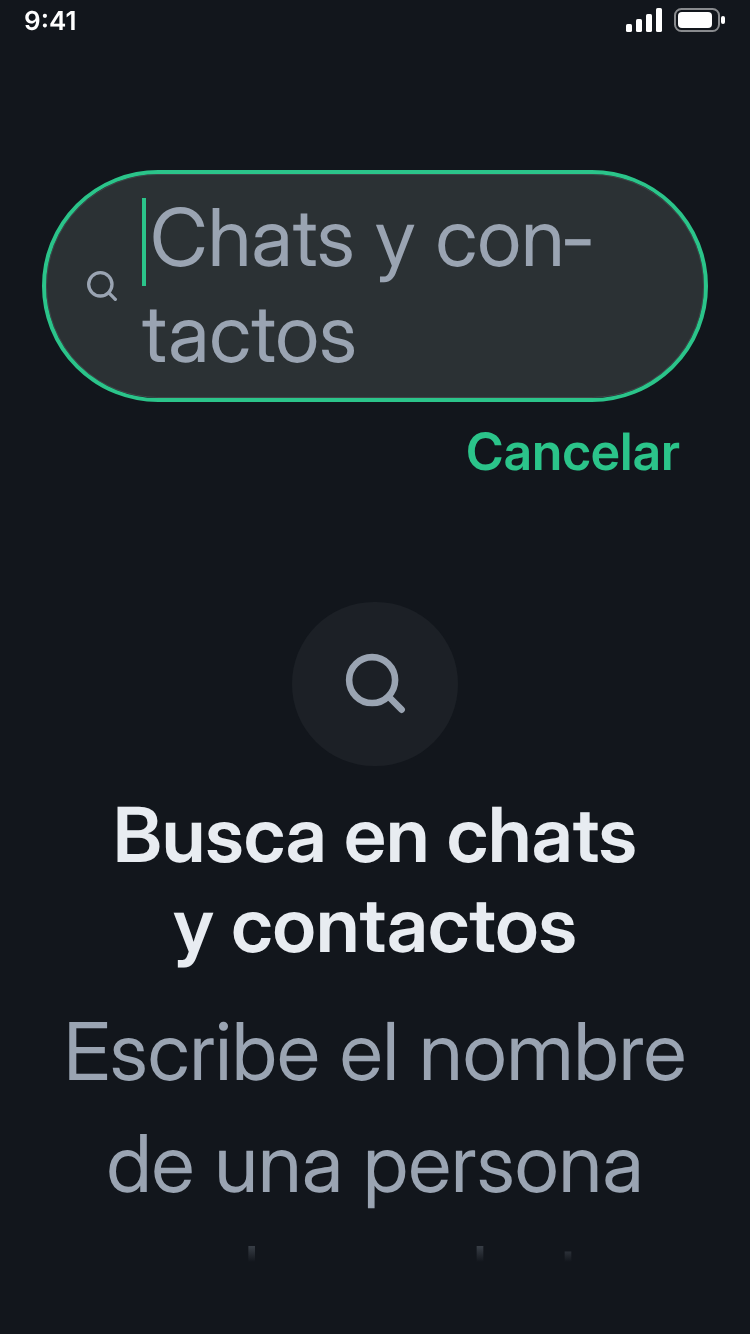 9:41
Chats y con-
tactos
Cancelar
Busca en chats
y contactos
Escribe el nombre
de una persona